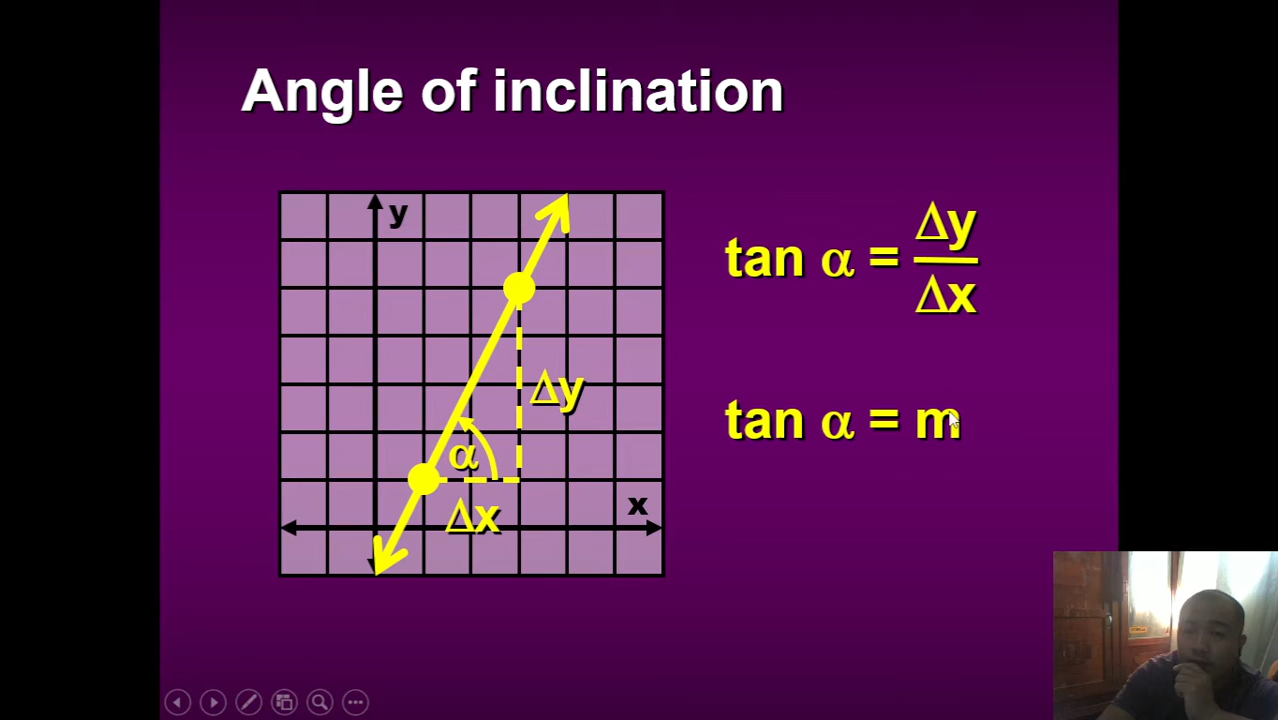 Angle of inclination
y
tan α = Δy/Δx
Δy
tan α = m
α
x
Δx